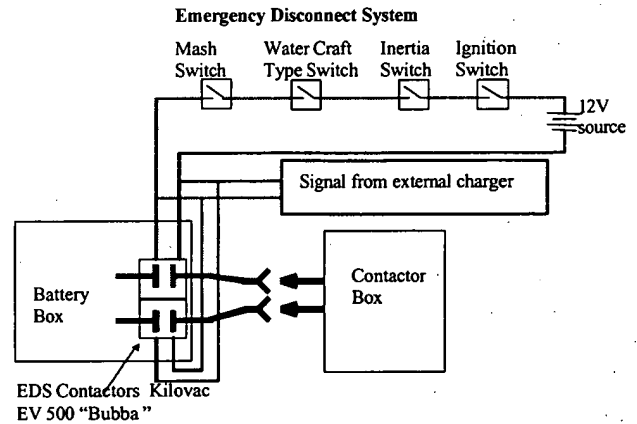 Emergency Disconnect System
Mash
Switch
Water Craft
Type Switch
Inertia
Switch
Ignition
Switch
12V
source
Signal from external charger
Battery
Box
Contactor
Box
EDS Contactors Kilovac
EV 500 “Bubba”